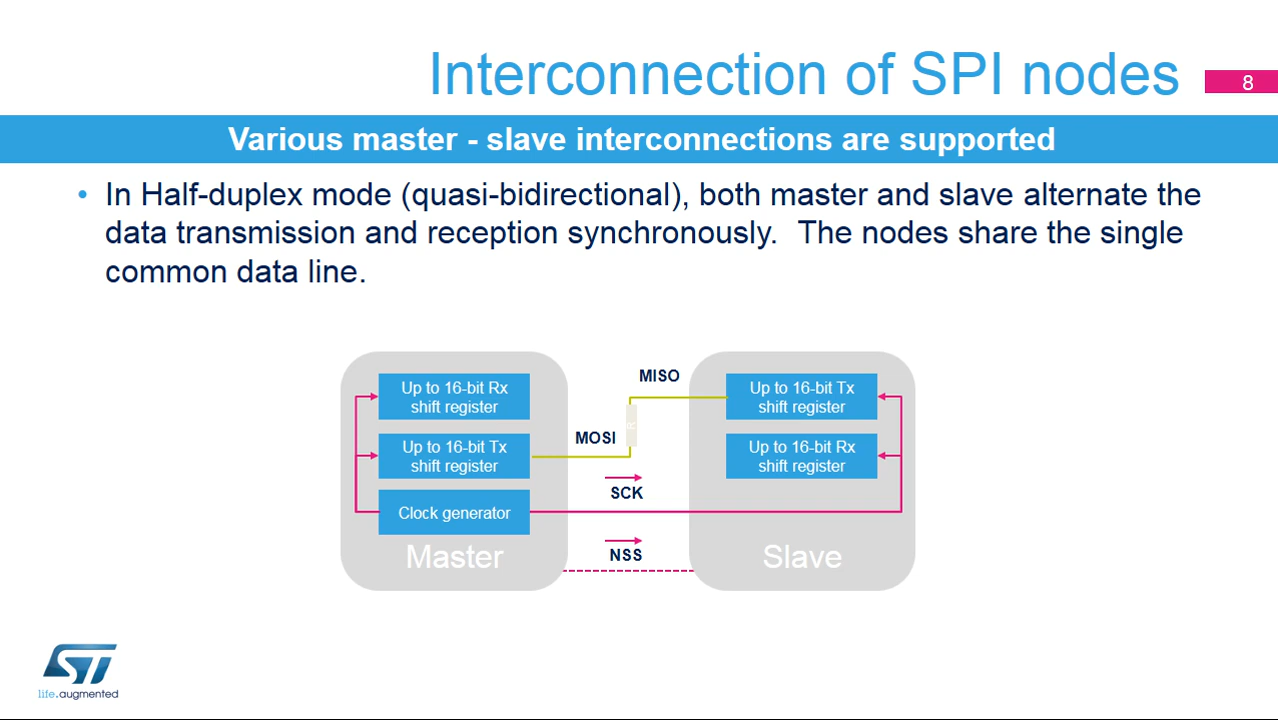 Interconnection of SPI nodes
8
Various master - slave interconnections are supported
• In Half-duplex mode (quasi-bidirectional), both master and slave alternate the
data transmission and reception synchronously. The nodes share the single
common data line.
Up to 16-bit Rx
shift register
Up to 16-bit Tx
shift register
Clock generator
Master
MISO
MOSI
R
SCK
NSS
Up to 16-bit Tx
shift register
Up to 16-bit Rx
shift register
Slave
ST
life.augmented